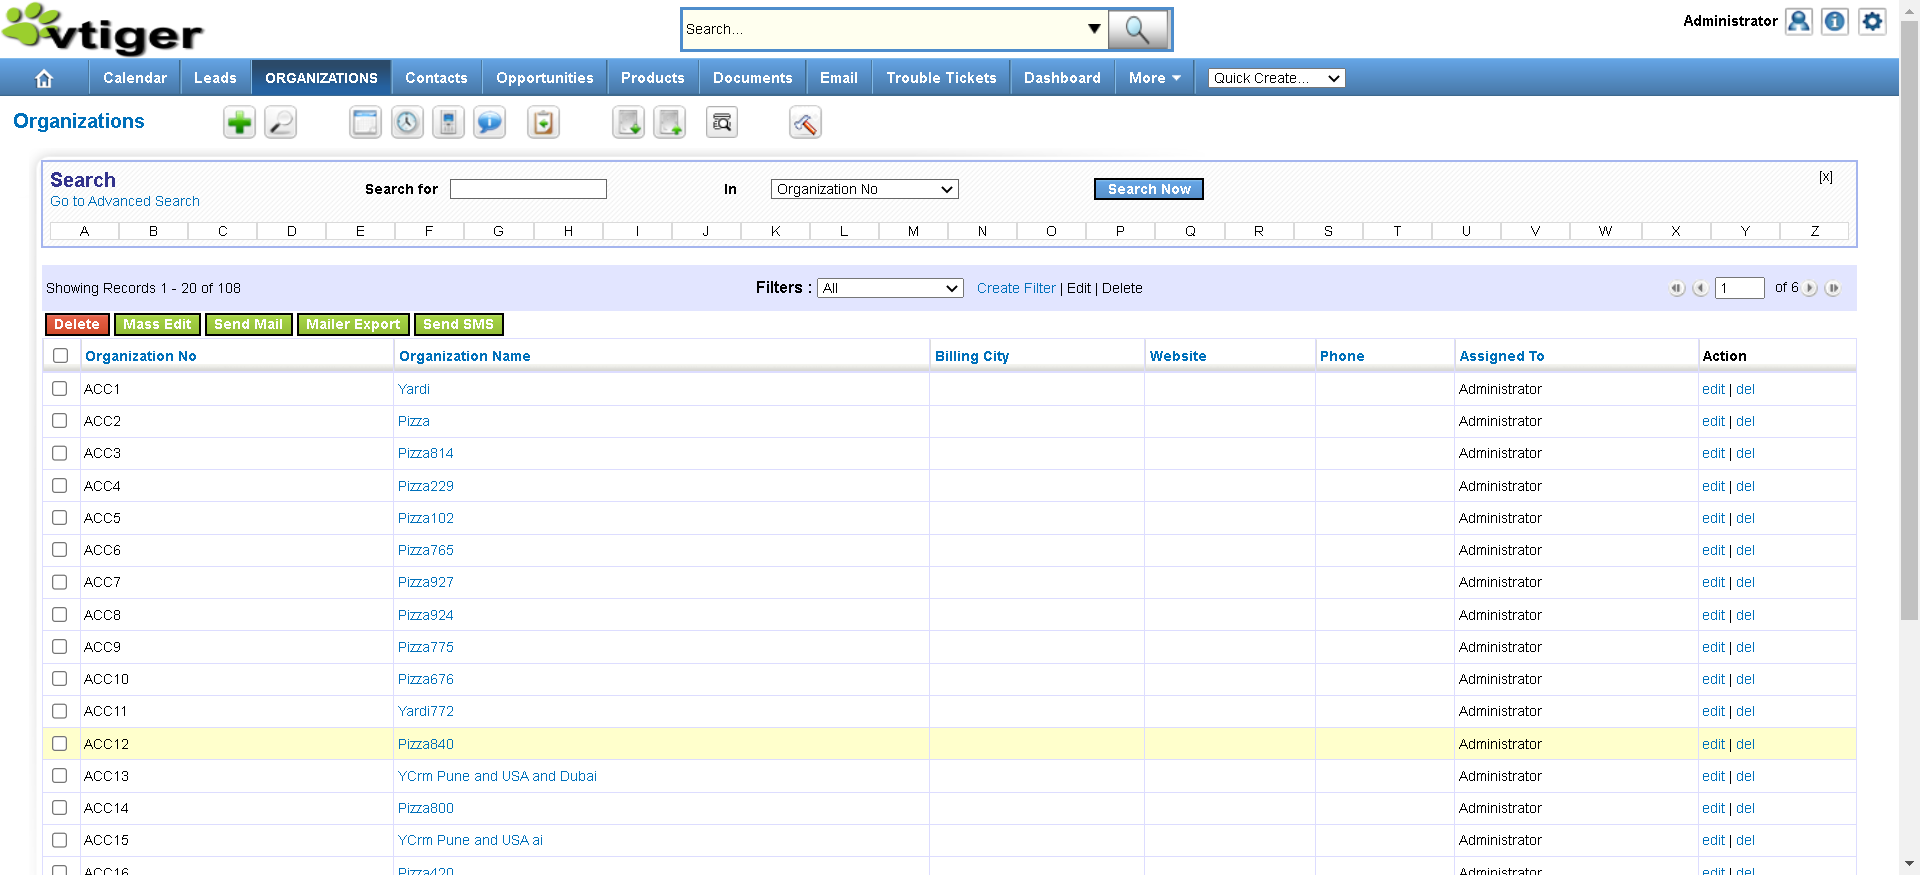 vtiger
Search...
Administrator
Calendar Leads ORGANIZATIONS Contacts Opportunities Products Documents Email Trouble Tickets Dashboard More Quick Create...
Organizations
Search
Go to Advanced Search
Search for
In Organization No
Search Now
[x]
A B C D E F G H I J K L M N O P Q R S T U V W X Y Z
Showing Records 1 - 20 of 108
Filters : All
Create Filter | Edit | Delete
1 of 6
Delete Mass Edit Send Mail Mailer Export Send SMS
Organization No Organization Name Billing City Website Phone Assigned To Action
ACC1 Yardi Administrator edit | del
ACC2 Pizza Administrator edit | del
ACC3 Pizza814 Administrator edit | del
ACC4 Pizza229 Administrator edit | del
ACC5 Pizza102 Administrator edit | del
ACC6 Pizza765 Administrator edit | del
ACC7 Pizza927 Administrator edit | del
ACC8 Pizza924 Administrator edit | del
ACC9 Pizza775 Administrator edit | del
ACC10 Pizza676 Administrator edit | del
ACC11 Yardi772 Administrator edit | del
ACC12 Pizza840 Administrator edit | del
ACC13 YCrm Pune and USA and Dubai Administrator edit | del
ACC14 Pizza800 Administrator edit | del
ACC15 YCrm Pune and USA ai Administrator edit | del
ACC16 Pizza420 Administrator edit | del